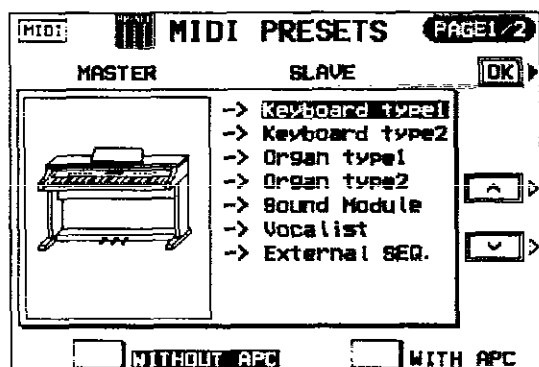 MIDI MIDI PRESETS PAGE1/2
MASTER SLAVE OK
-> Keyboard type1
-> Keyboard type2
-> Organ type1
-> Organ type2
-> Sound Module
-> Vocalist
-> External SEQ.
WITHOUT APC WITH APC